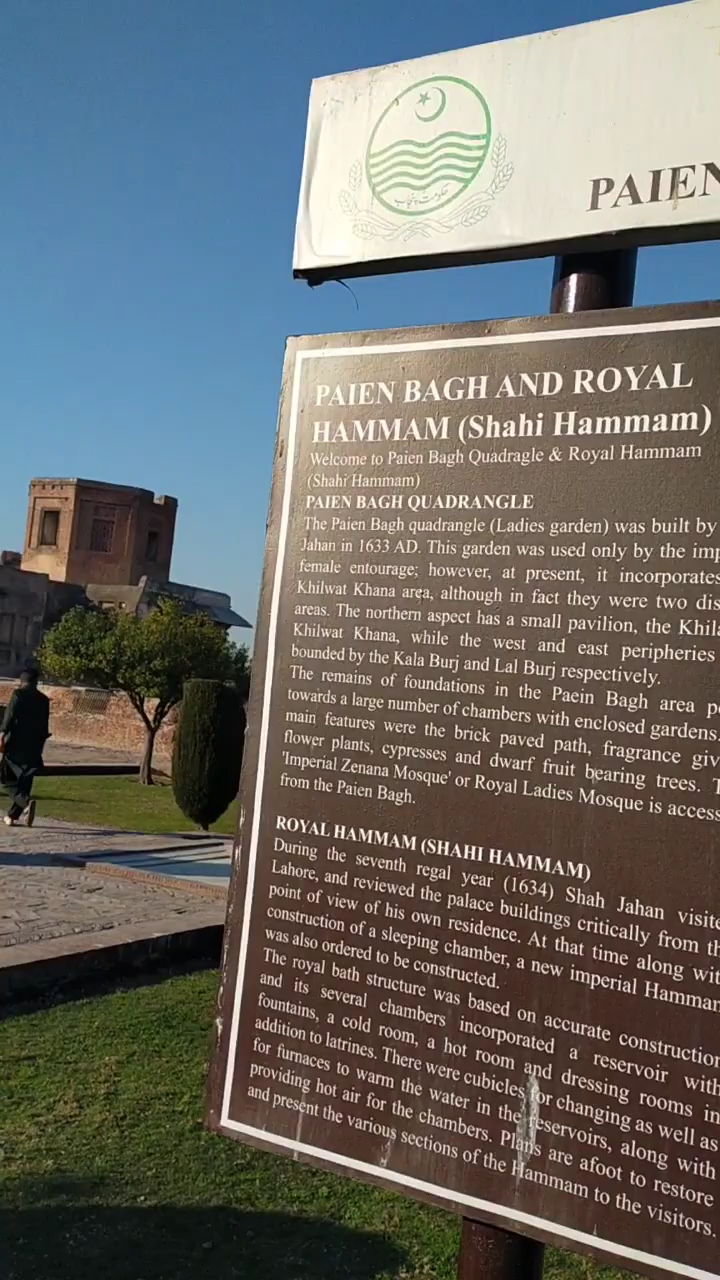 حکومت پنجاب
PAIEN
PAIEN BAGH AND ROYAL
HAMMAM (Shahi Hammam)
Welcome to Paien Bagh Quadragle & Royal Hammam
(Shahi Hammam)
PAIEN BAGH QUADRANGLE
The Paien Bagh quadrangle (Ladies garden) was built by
Jahan in 1633 AD. This garden was used only by the imp
female entourage; however, at present, it incorporates
Khilwat Khana area, although in fact they were two dis
areas. The northern aspect has a small pavilion, the Khil
Khilwat Khana, while the west and east peripheries
bounded by the Kala Burj and Lal Burj respectively.
The remains of foundations in the Paein Bagh area po
towards a large number of chambers with enclosed gardens.
main features were the brick paved path, fragrance giv
flower plants, cypresses and dwarf fruit bearing trees. T
'Imperial Zenana Mosque' or Royal Ladies Mosque is access
from the Paien Bagh.
ROYAL HAMMAM (SHAHI HAMMAM)
During the seventh regal year (1634) Shah Jahan visite
Lahore, and reviewed the palace buildings critically from th
point of view of his own residence. At that time along wit
construction of a sleeping chamber, a new imperial Hammam
was also ordered to be constructed.
The royal bath structure was based on accurate construction
and its several chambers incorporated a reservoir with
fountains, a cold room, a hot room and dressing rooms in
addition to latrines. There were cubicles for changing as well as
for furnaces to warm the water in the reservoirs, along with
providing hot air for the chambers. Plans are afoot to restore
and present the various sections of the Hammam to the visitors.